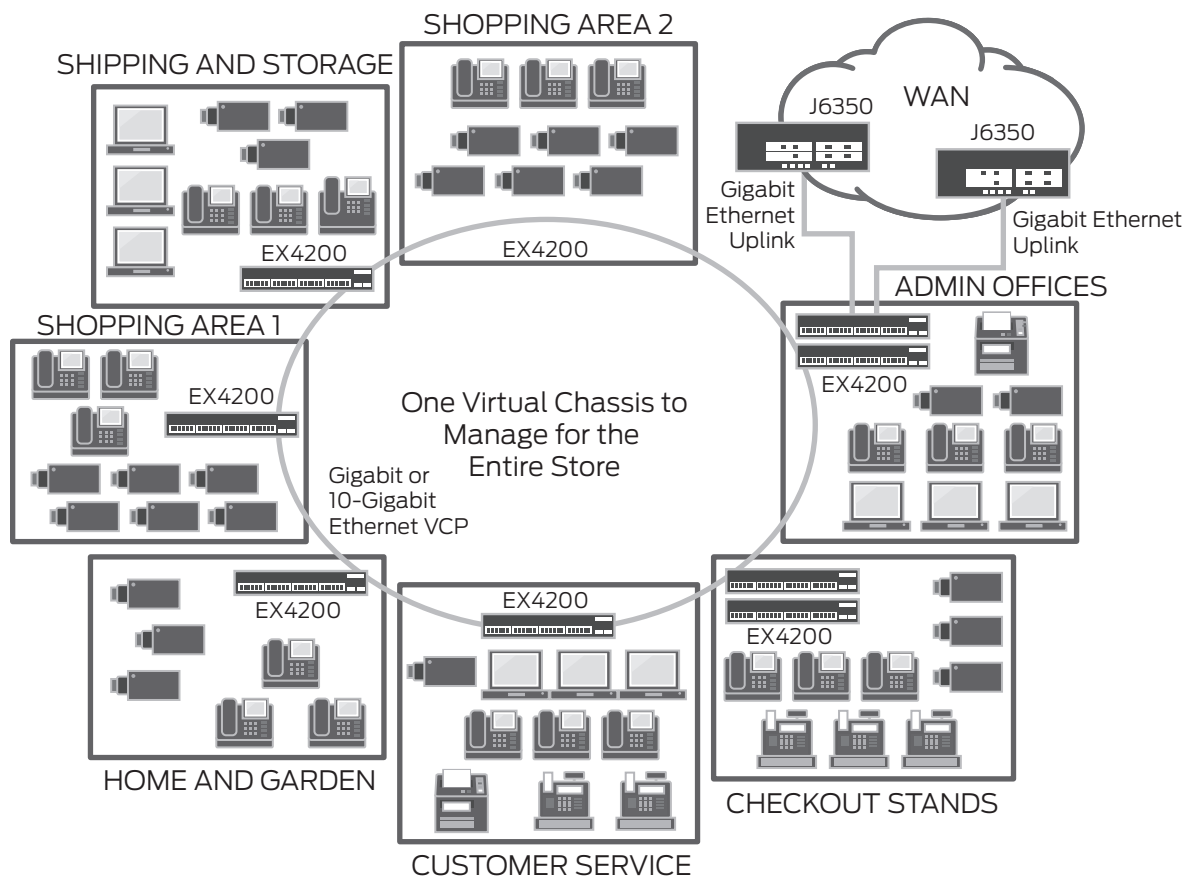 SHOPPING AREA 2
SHIPPING AND STORAGE
WAN
J6350
J6350
Gigabit
Ethernet
Uplink
Gigabit Ethernet
Uplink
EX4200
EX4200
ADMIN OFFICES
SHOPPING AREA 1
EX4200
EX4200
One Virtual Chassis to
Manage for the
Entire Store
Gigabit or
10-Gigabit
Ethernet VCP
EX4200
EX4200
EX4200
HOME AND GARDEN
CHECKOUT STANDS
CUSTOMER SERVICE